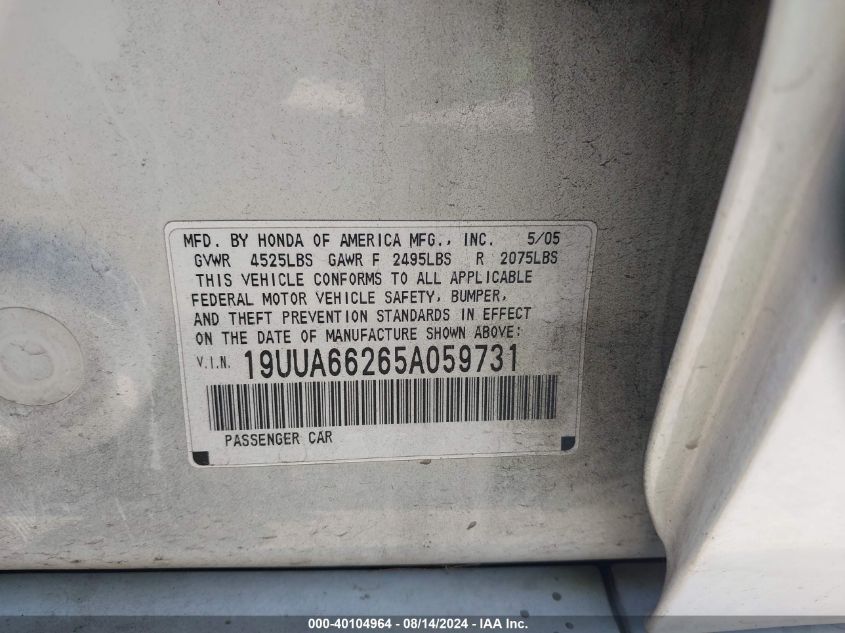 MFD. BY HONDA OF AMERICA MFG., INC. 5/05
GVWR 4525LBS GAWR F 2495LBS R 2075LBS
THIS VEHICLE CONFORMS TO ALL APPLICABLE
FEDERAL MOTOR VEHICLE SAFETY, BUMPER,
AND THEFT PREVENTION STANDARDS IN EFFECT
ON THE DATE OF MANUFACTURE SHOWN ABOVE:
V.I.N. 19UUA66265A059731
PASSENGER CAR
000-40104964 - 08/14/2024 - IAA Inc.